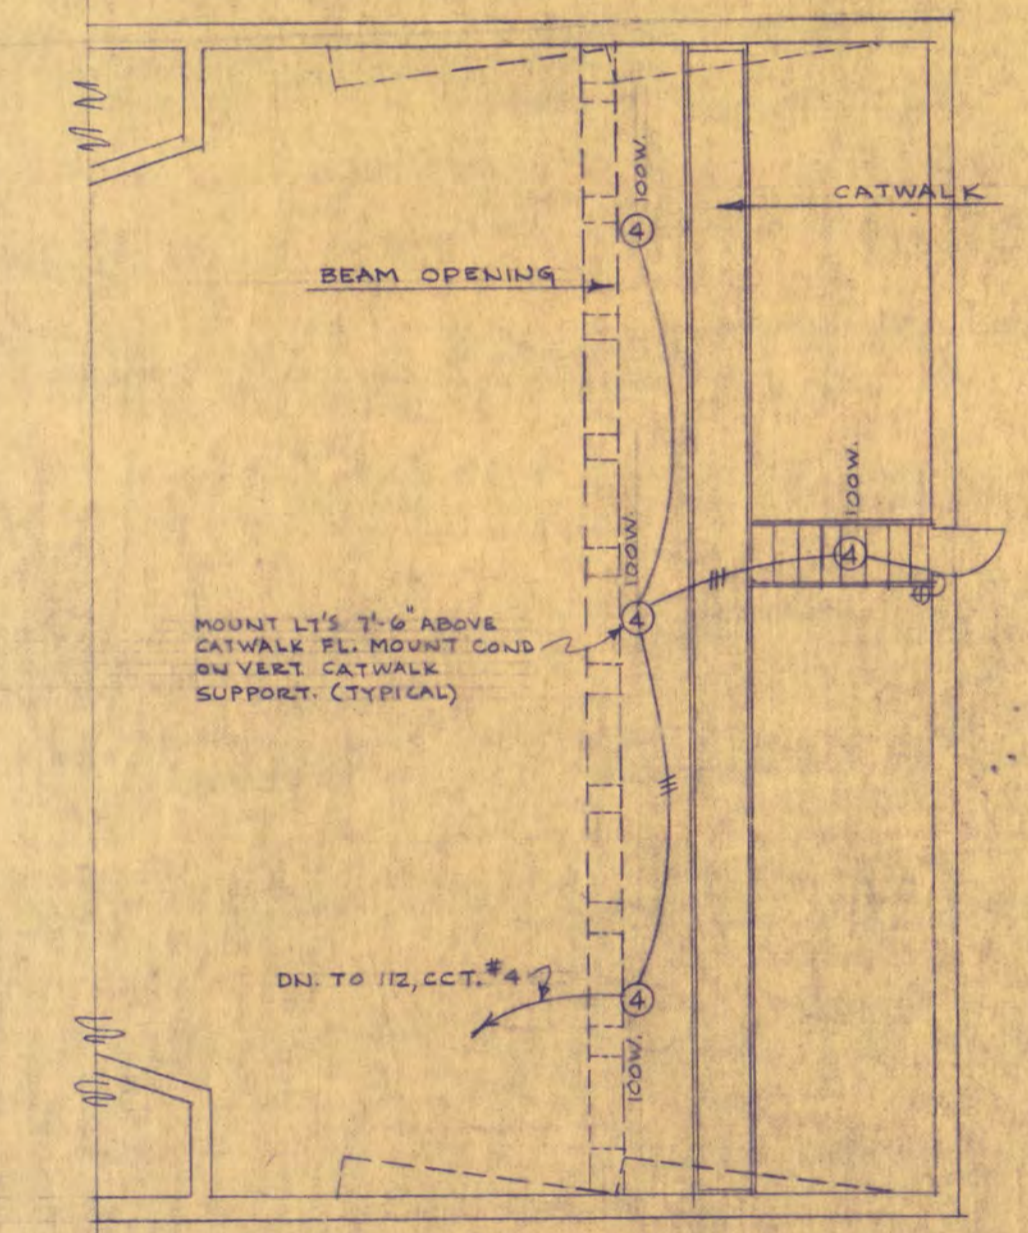 100W.
CATWALK
4
BEAM OPENING
100W.
100W.
4
4
MOUNT LT'S 7'-6" ABOVE
CATWALK FL. MOUNT COND
ON VERT. CATWALK
SUPPORT. (TYPICAL)
DN. TO 112, CCT. #4
4
100W.